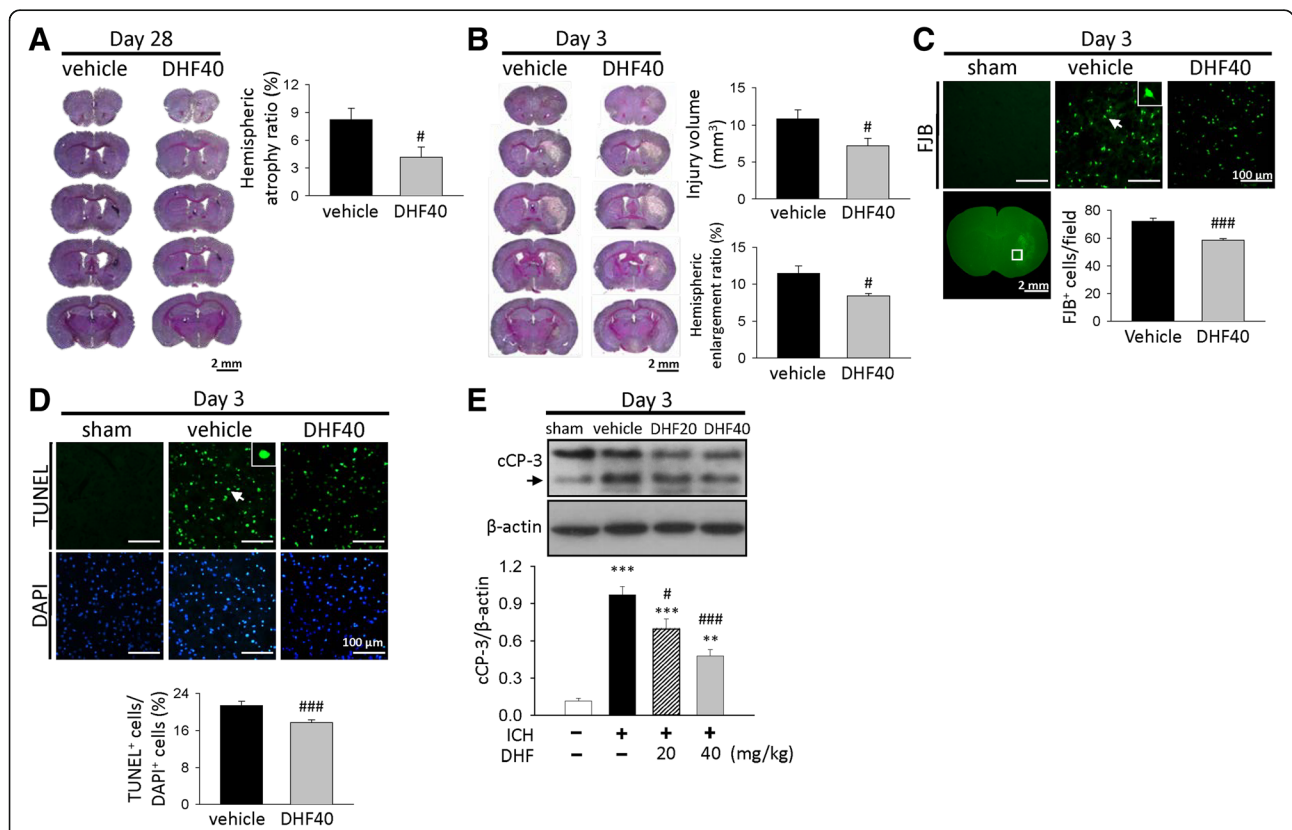 A
Day 28
vehicle DHF40
2 mm
Hemispheric
atrophy ratio (%)
12
9
6
3
0
#
vehicle DHF40
B
Day 3
vehicle DHF40
2 mm
Injury volume
(mm³)
15
10
5
0
#
vehicle DHF40
Hemispheric
enlargement ratio (%)
15
10
5
0
#
vehicle DHF40
C
Day 3
sham vehicle DHF40
FJB
100 µm
2 mm
FJB⁺ cells/field
80
60
40
20
0
###
Vehicle DHF40
D
Day 3
sham vehicle DHF40
TUNEL
DAPI
100 µm
TUNEL⁺ cells/
DAPI⁺ cells (%)
24
16
8
0
###
vehicle DHF40
E
Day 3
sham vehicle DHF20 DHF40
cCP-3
β-actin
cCP-3/β-actin
1.2
0.9
0.6
0.3
0.0
***
#
***
###
**
ICH − + + +
DHF − − 20 40 (mg/kg)